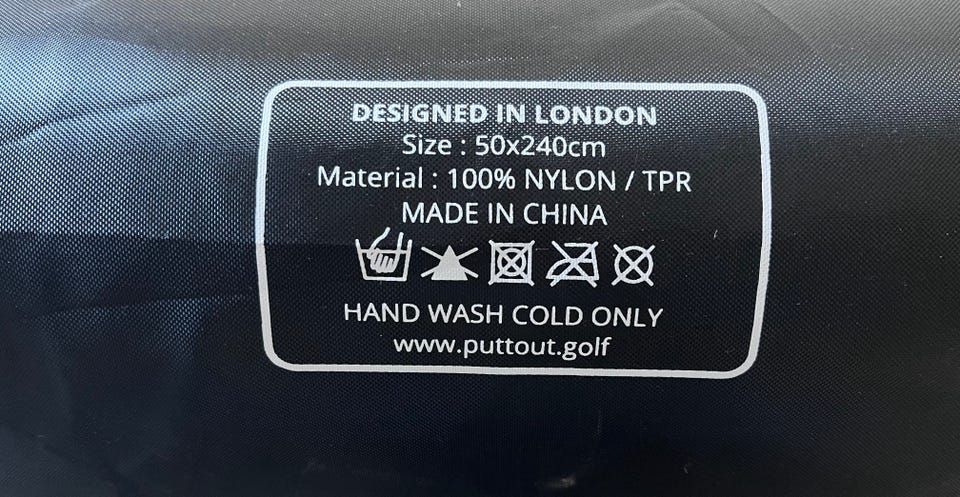 DESIGNED IN LONDON
Size : 50x240cm
Material : 100% NYLON / TPR
MADE IN CHINA
HAND WASH COLD ONLY
www.puttout.golf